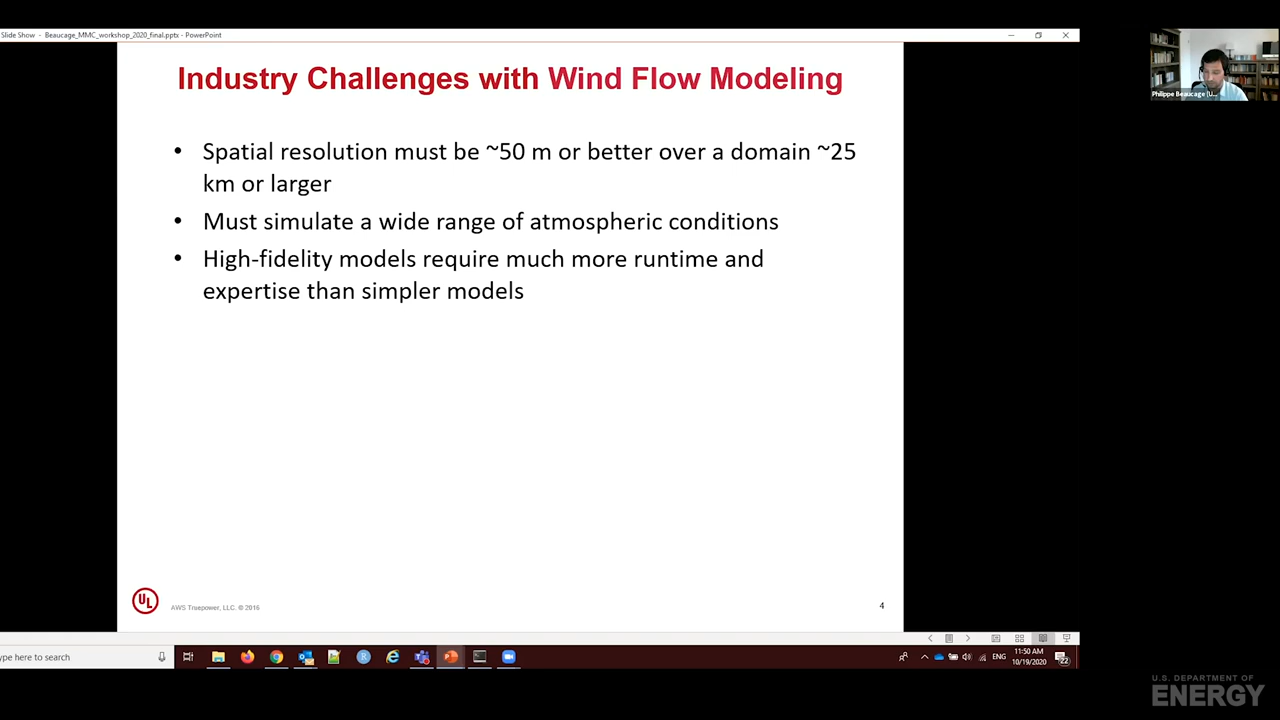 Slide Show - Beaucage_MMC_workshop_2020_final.pptx - PowerPoint
Philippe Beaucage (U...
Industry Challenges with Wind Flow Modeling
• Spatial resolution must be ~50 m or better over a domain ~25
km or larger
• Must simulate a wide range of atmospheric conditions
• High-fidelity models require much more runtime and
expertise than simpler models
UL
AWS Truepower, LLC. © 2016
4
ype here to search
ENG
11:50 AM
10/19/2020
22
U.S. DEPARTMENT OF
ENERGY